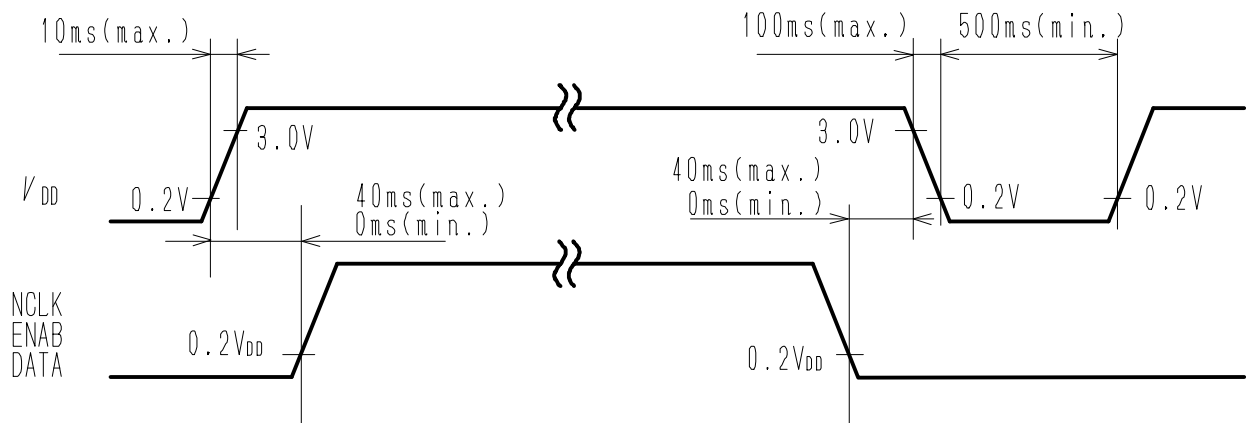 10ms(max.)
100ms(max.)
500ms(min.)
3.0V
3.0V
VDD
0.2V
40ms(max.)
0ms(min.)
40ms(max.)
0ms(min.)
0.2V
0.2V
NCLK
ENAB
DATA
0.2VDD
0.2VDD